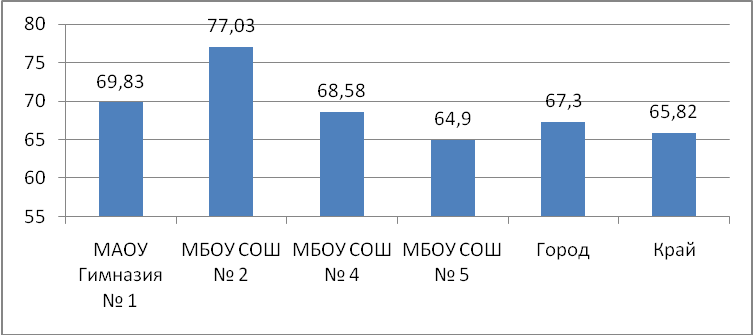 80
75
70
65
60
55
69,83
77,03
68,58
64,9
67,3
65,82
МАОУ
Гимназия
№ 1
МБОУ СОШ
№ 2
МБОУ СОШ
№ 4
МБОУ СОШ
№ 5
Город
Край